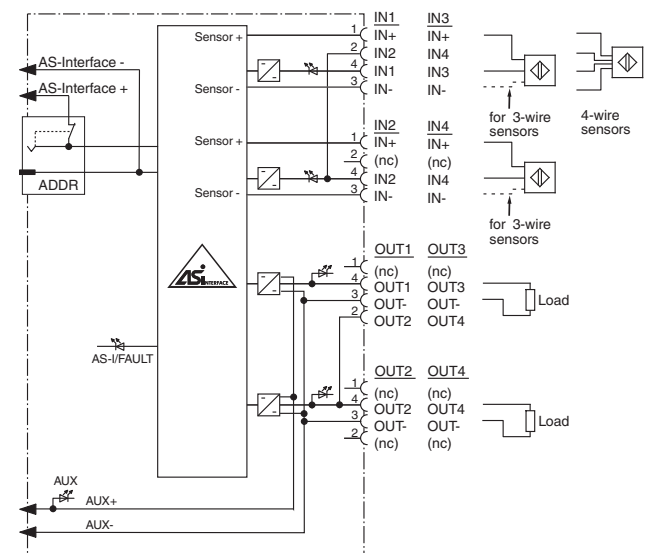 IN1 IN3
Sensor + 1 IN+ IN+
2 IN2 IN4
4 IN1 IN3
Sensor - 3 IN- IN-
AS-Interface -
AS-Interface +
ADDR
for 3-wire
sensors
4-wire
sensors
IN2 IN4
Sensor + 1 IN+ IN+
2 (nc) (nc)
4 IN2 IN4
Sensor - 3 IN- IN-
for 3-wire
sensors
ASi
INTERFACE
OUT1 OUT3
1 (nc) (nc)
4 OUT1 OUT3
3 OUT- OUT-
2 OUT2 OUT4
Load
AS-I/FAULT
OUT2 OUT4
1 (nc) (nc)
4 OUT2 OUT4
3 OUT- OUT-
2 (nc) (nc)
Load
AUX
AUX+
AUX-